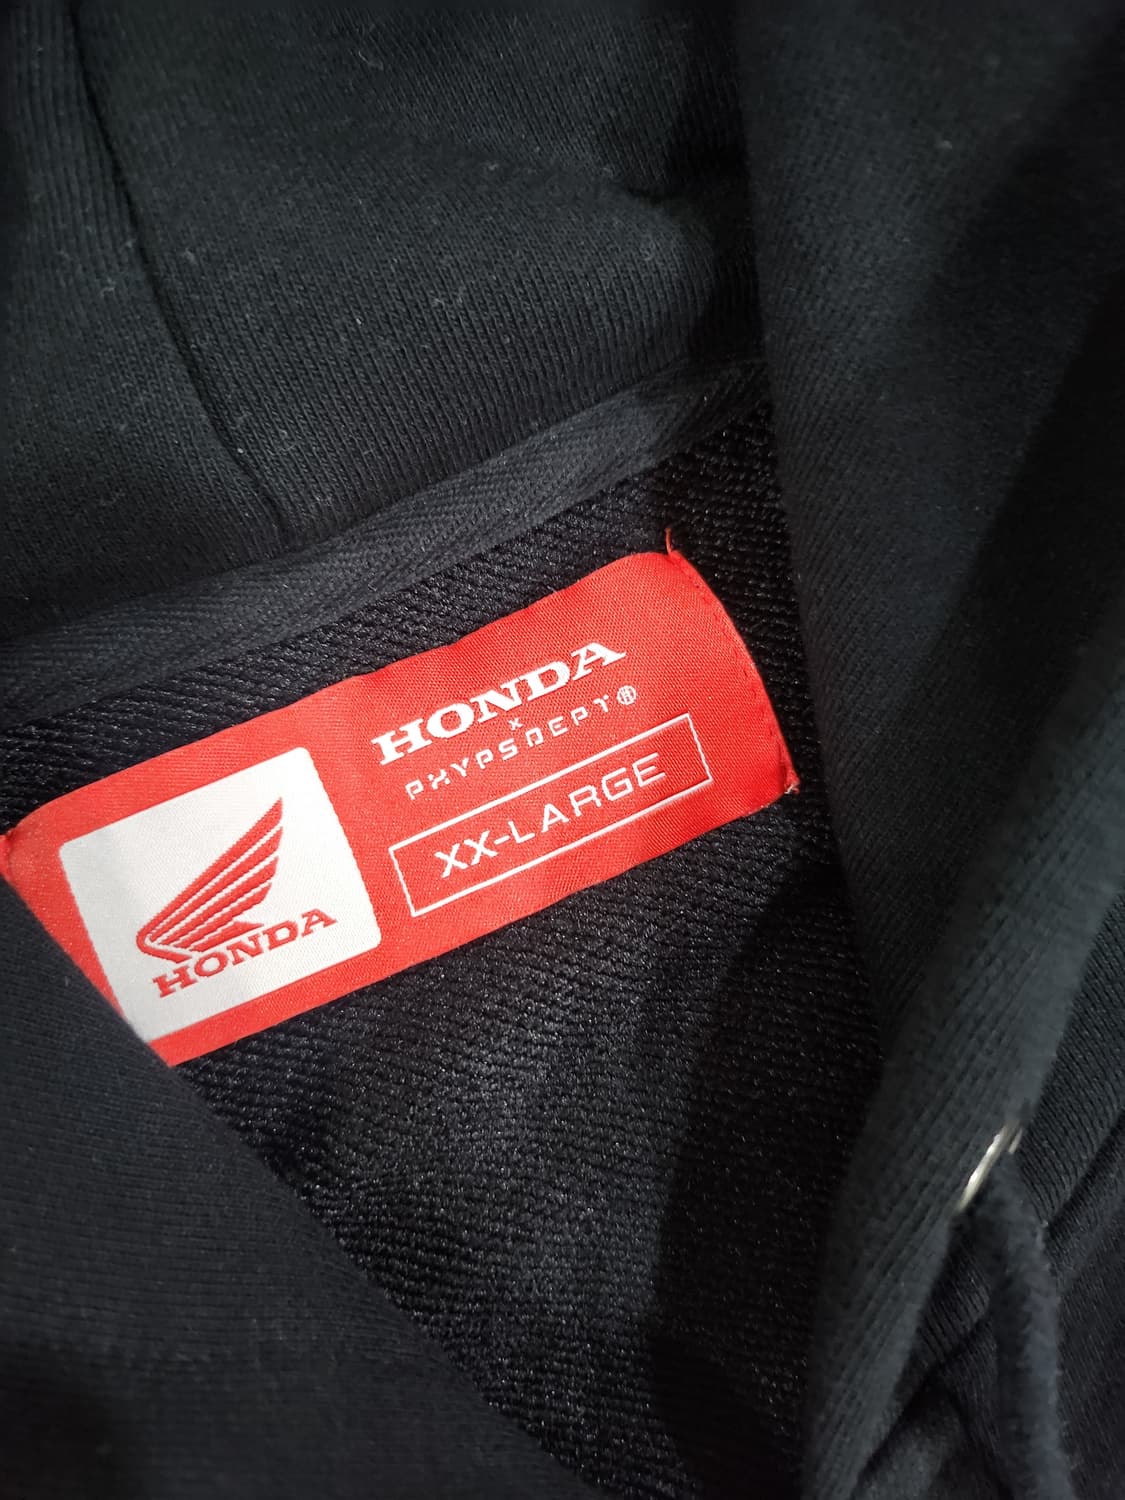 HONDA
HONDA
×
PHYPSDEPT®
XX-LARGE